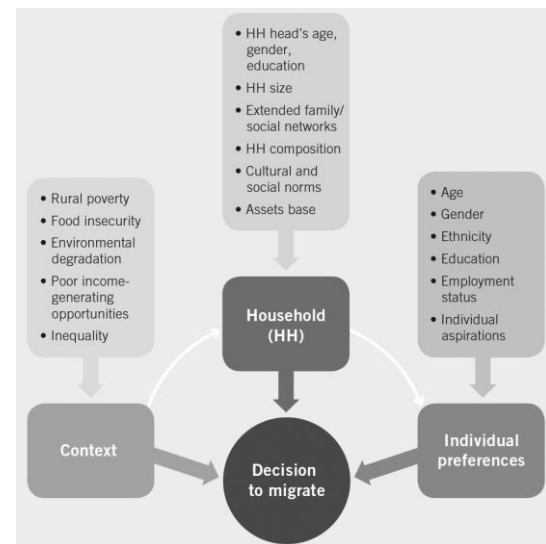 • HH head's age,
gender,
education
• HH size
• Extended family/
social networks
• HH composition
• Cultural and
social norms
• Assets base
• Rural poverty
• Food insecurity
• Environmental
degradation
• Poor income-
generating
opportunities
• Inequality
• Age
• Gender
• Ethnicity
• Education
• Employment
status
• Individual
aspirations
Household
(HH)
Context
Decision
to migrate
Individual
preferences